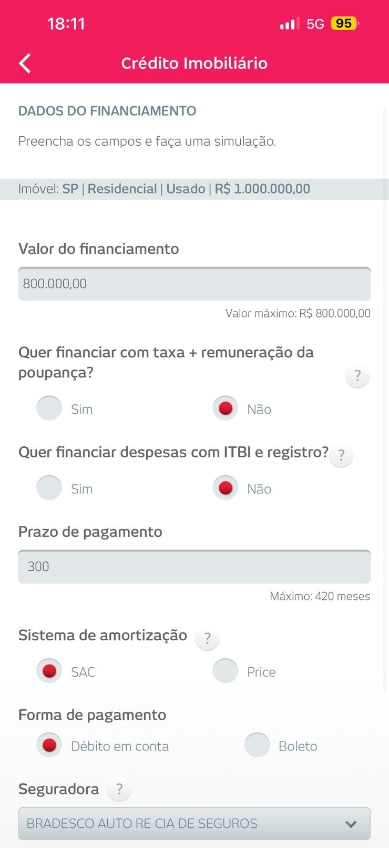 18:11
5G
95
Crédito Imobiliário
DADOS DO FINANCIAMENTO
Preencha os campos e faça uma simulação.
Imóvel: SP | Residencial | Usado | R$ 1.000.000,00
Valor do financiamento
800.000,00
Valor máximo: R$ 800.000,00
Quer financiar com taxa + remuneração da
poupança?
?
Sim
Não
Quer financiar despesas com ITBI e registro?
?
Sim
Não
Prazo de pagamento
300
Máximo: 420 meses
Sistema de amortização
?
SAC
Price
Forma de pagamento
Débito em conta
Boleto
Seguradora
?
BRADESCO AUTO RE CIA DE SEGUROS